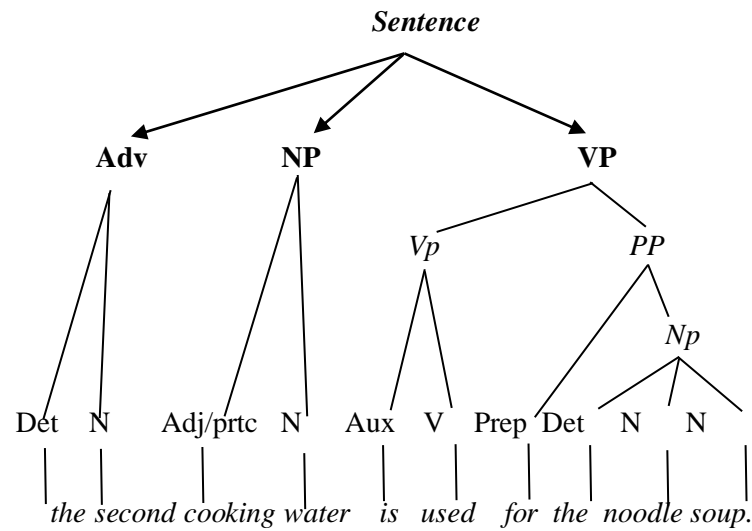 Sentence
Adv NP VP
Vp PP
Np
Det N Adj/prtc N Aux V Prep Det N N
the second cooking water is used for the noodle soup.